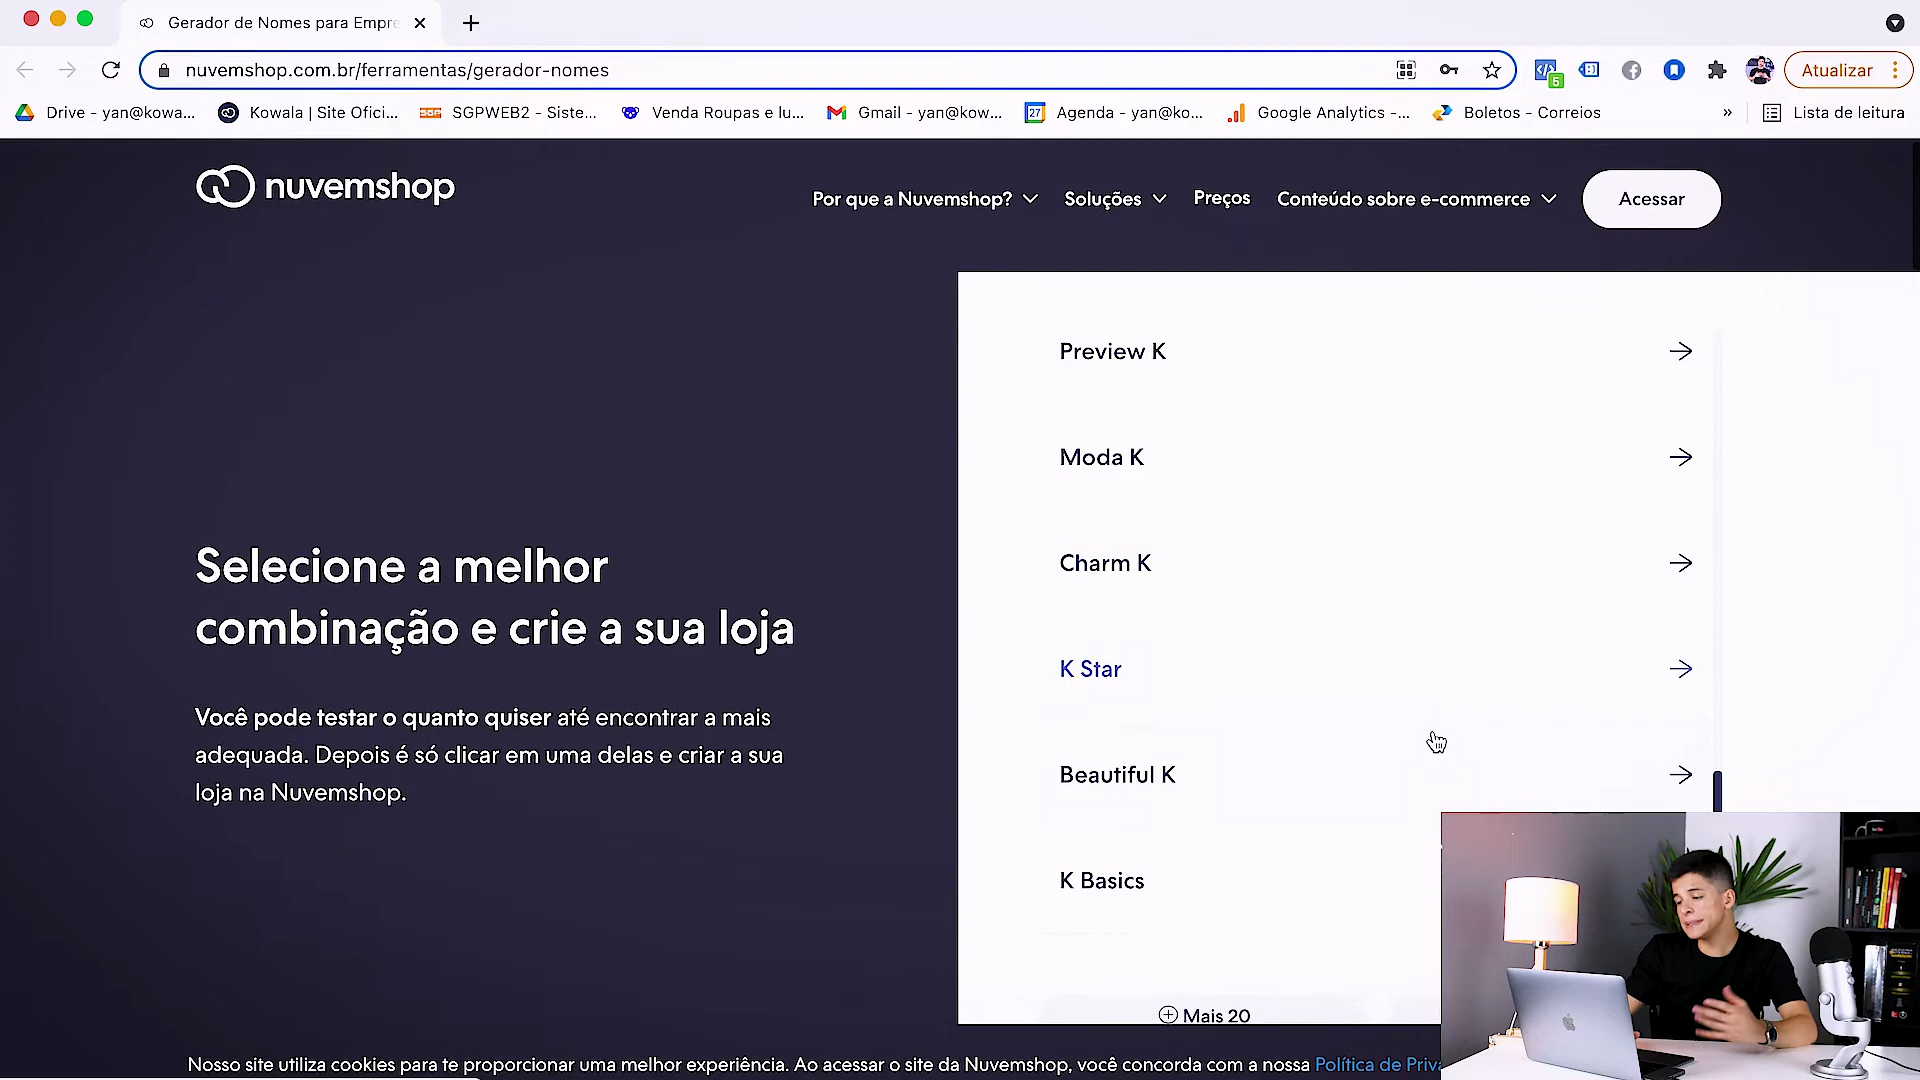 Gerador de Nomes para Empre
nuvemshop.com.br/ferramentas/gerador-nomes
5
Atualizar
Drive - yan@kowa...
Kowala | Site Ofici...
SGPWEB2 - Siste...
Venda Roupas e lu...
Gmail - yan@kow...
27
Agenda - yan@ko...
Google Analytics -...
Boletos - Correios
»
Lista de leitura
nuvemshop
Por que a Nuvemshop?
Soluções
Preços
Conteúdo sobre e-commerce
Acessar
Selecione a melhor
combinação e crie a sua loja
Você pode testar o quanto quiser até encontrar a mais
adequada. Depois é só clicar em uma delas e criar a sua
loja na Nuvemshop.
Preview K
Moda K
Charm K
K Star
Beautiful K
K Basics
Mais 20
Nosso site utiliza cookies para te proporcionar uma melhor experiência. Ao acessar o site da Nuvemshop, você concorda com a nossa Política de Priva